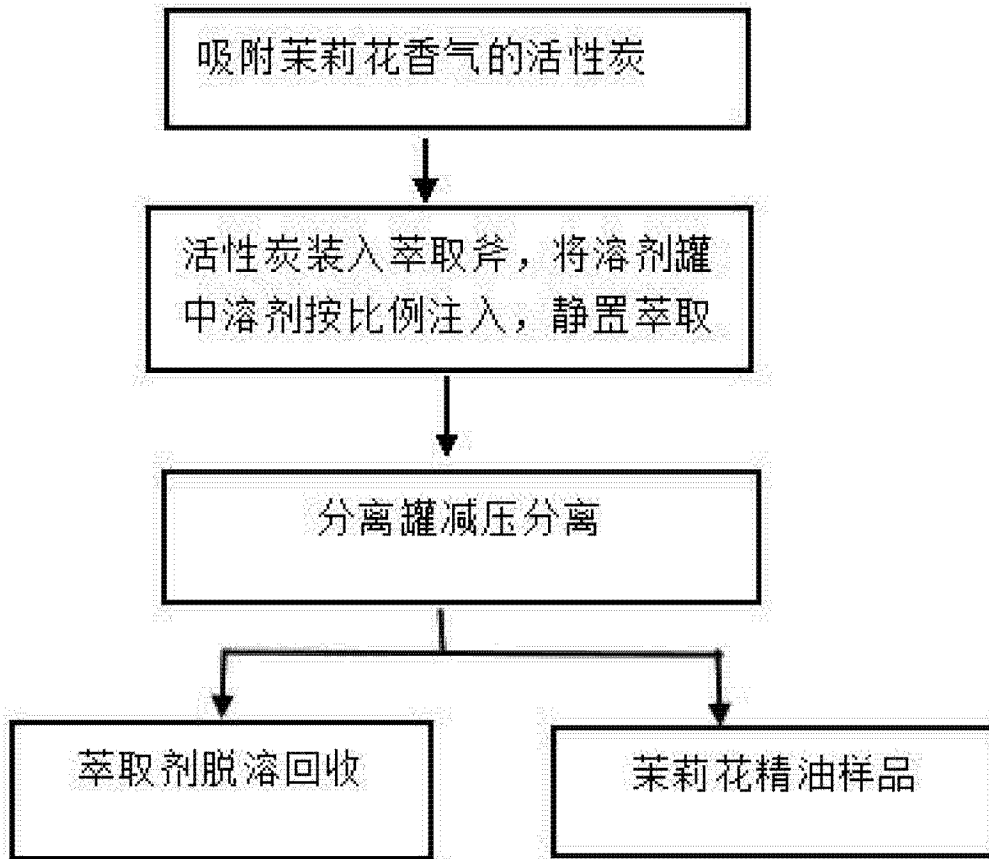 吸附茉莉花香气的活性炭
活性炭装入萃取斧，将溶剂罐
中溶剂按比例注入，静置萃取
分离罐减压分离
萃取剂脱溶回收
茉莉花精油样品